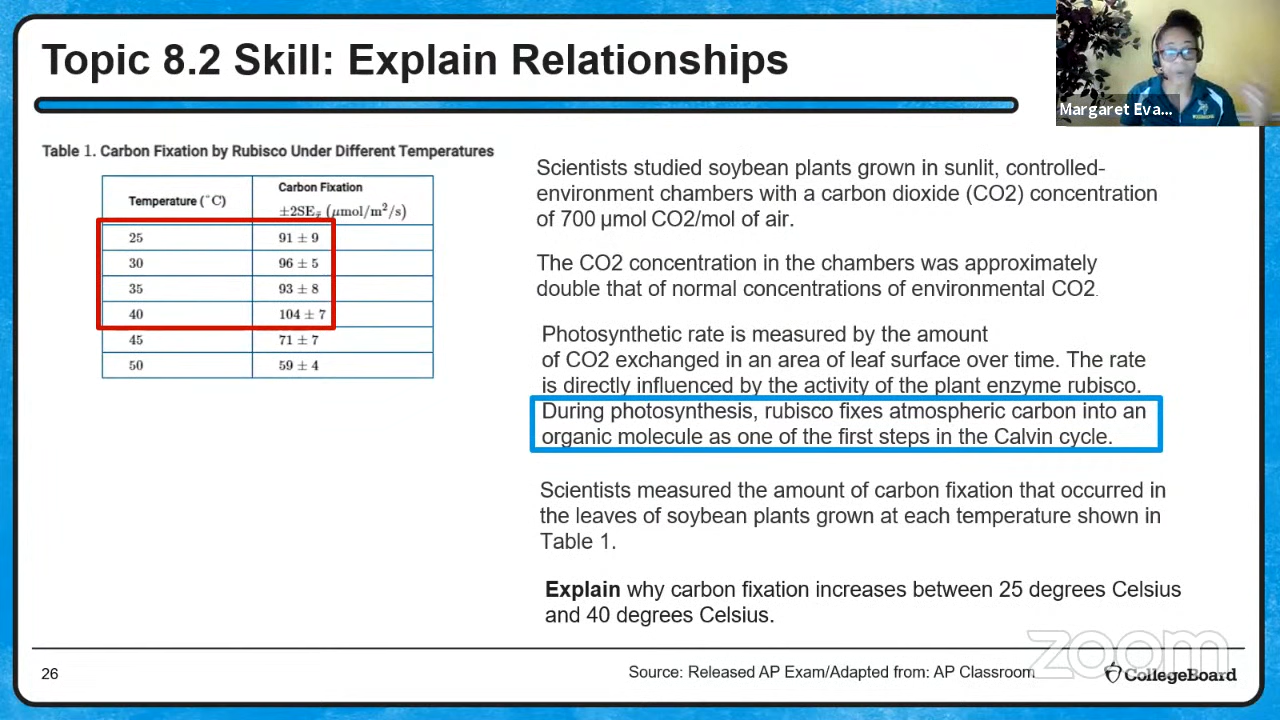 Topic 8.2 Skill: Explain Relationships
Margaret Eva...
Table 1. Carbon Fixation by Rubisco Under Different Temperatures
Temperature (°C)
Carbon Fixation
±2SE x̄ (μmol/m²/s)
25 91 ± 9
30 96 ± 5
35 93 ± 8
40 104 ± 7
45 71 ± 7
50 59 ± 4
Scientists studied soybean plants grown in sunlit, controlled-
environment chambers with a carbon dioxide (CO2) concentration
of 700 μmol CO2/mol of air.
The CO2 concentration in the chambers was approximately
double that of normal concentrations of environmental CO2.
Photosynthetic rate is measured by the amount
of CO2 exchanged in an area of leaf surface over time. The rate
is directly influenced by the activity of the plant enzyme rubisco.
During photosynthesis, rubisco fixes atmospheric carbon into an
organic molecule as one of the first steps in the Calvin cycle.
Scientists measured the amount of carbon fixation that occurred in
the leaves of soybean plants grown at each temperature shown in
Table 1.
Explain why carbon fixation increases between 25 degrees Celsius
and 40 degrees Celsius.
zoom
26
Source: Released AP Exam/Adapted from: AP Classroom
CollegeBoard